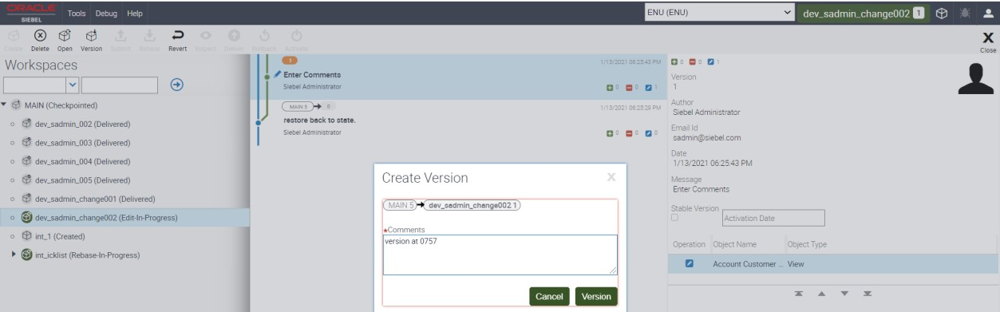 ORACLE
SIEBEL
Tools Debug Help
ENU (ENU)
dev_sadmin_change002 1
Create Delete Open Version Submit Rebase Revert Inspect Deliver Rollback Activate
X
Close
Workspaces
MAIN (Checkpointed)
dev_sadmin_002 (Delivered)
dev_sadmin_003 (Delivered)
dev_sadmin_004 (Delivered)
dev_sadmin_005 (Delivered)
dev_sadmin_change001 (Delivered)
dev_sadmin_change002 (Edit-In-Progress)
int_1 (Created)
int_icklist (Rebase-In-Progress)
1
1/13/2021 06:25:43 PM
Enter Comments
Siebel Administrator
0 0 1
MAIN 5 0
1/13/2021 06:25:29 PM
restore back to state.
Siebel Administrator
0 0 0
Create Version
X
MAIN 5 dev_sadmin_change002 1
★Comments
version at 0757
Cancel
Version
0 0 1
Version
1
Author
Siebel Administrator
Email Id
sadmin@siebel.com
Date
1/13/2021 06:25:43 PM
Message
Enter Comments
Stable Version
Activation Date
Operation Object Name Object Type
Account Customer ... View